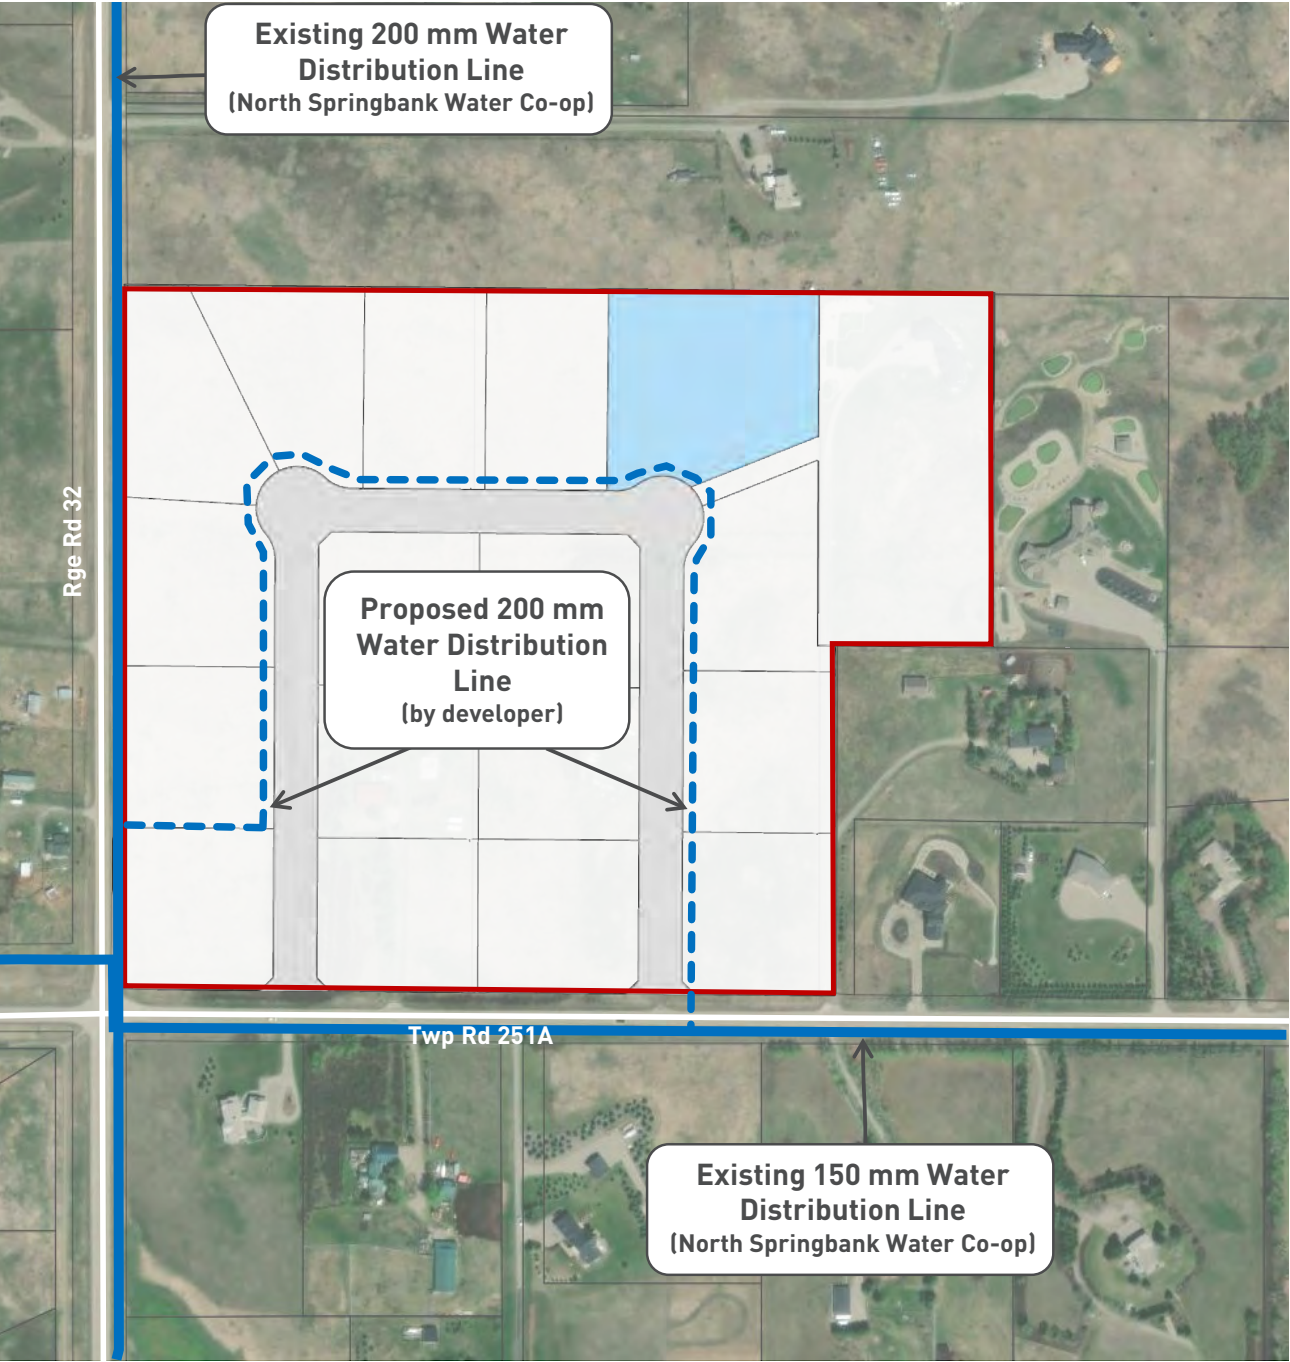 Existing 200 mm Water
Distribution Line
(North Springbank Water Co-op)
Rge Rd 32
Proposed 200 mm
Water Distribution
Line
(by developer)
Twp Rd 251A
Existing 150 mm Water
Distribution Line
(North Springbank Water Co-op)